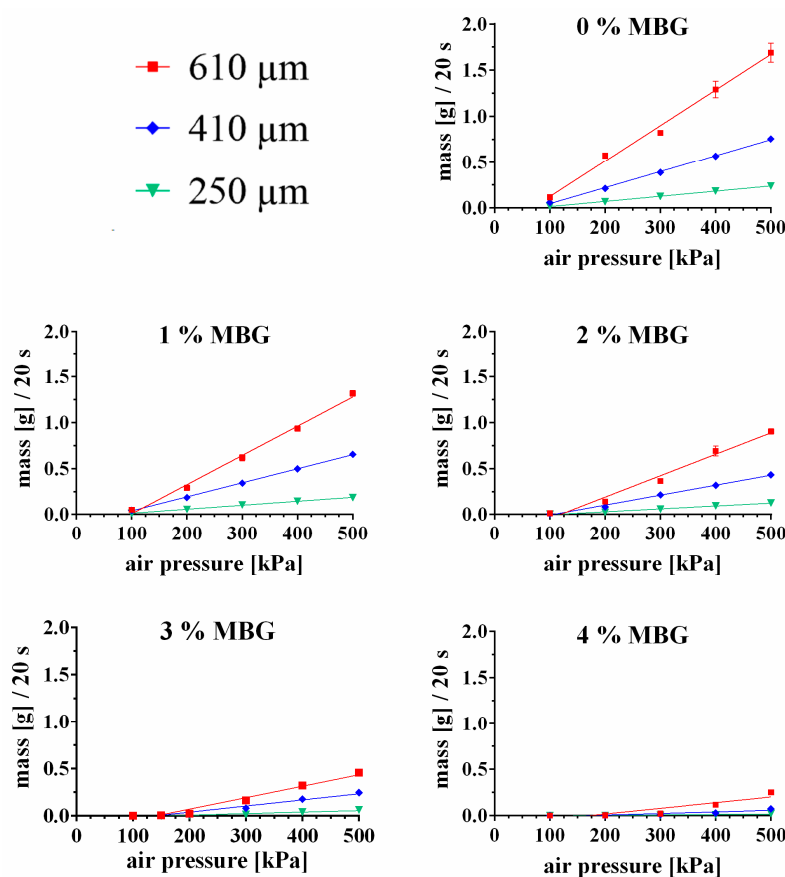 610 µm
410 µm
250 µm
0 % MBG
mass [g] / 20 s
2.0
1.5
1.0
0.5
0.0
0 100 200 300 400 500
air pressure [kPa]
1 % MBG
mass [g] / 20 s
2.0
1.5
1.0
0.5
0.0
0 100 200 300 400 500
air pressure [kPa]
2 % MBG
mass [g] / 20 s
2.0
1.5
1.0
0.5
0.0
0 100 200 300 400 500
air pressure [kPa]
3 % MBG
mass [g] / 20 s
2.0
1.5
1.0
0.5
0.0
0 100 200 300 400 500
air pressure [kPa]
4 % MBG
mass [g] / 20 s
2.0
1.5
1.0
0.5
0.0
0 100 200 300 400 500
air pressure [kPa]